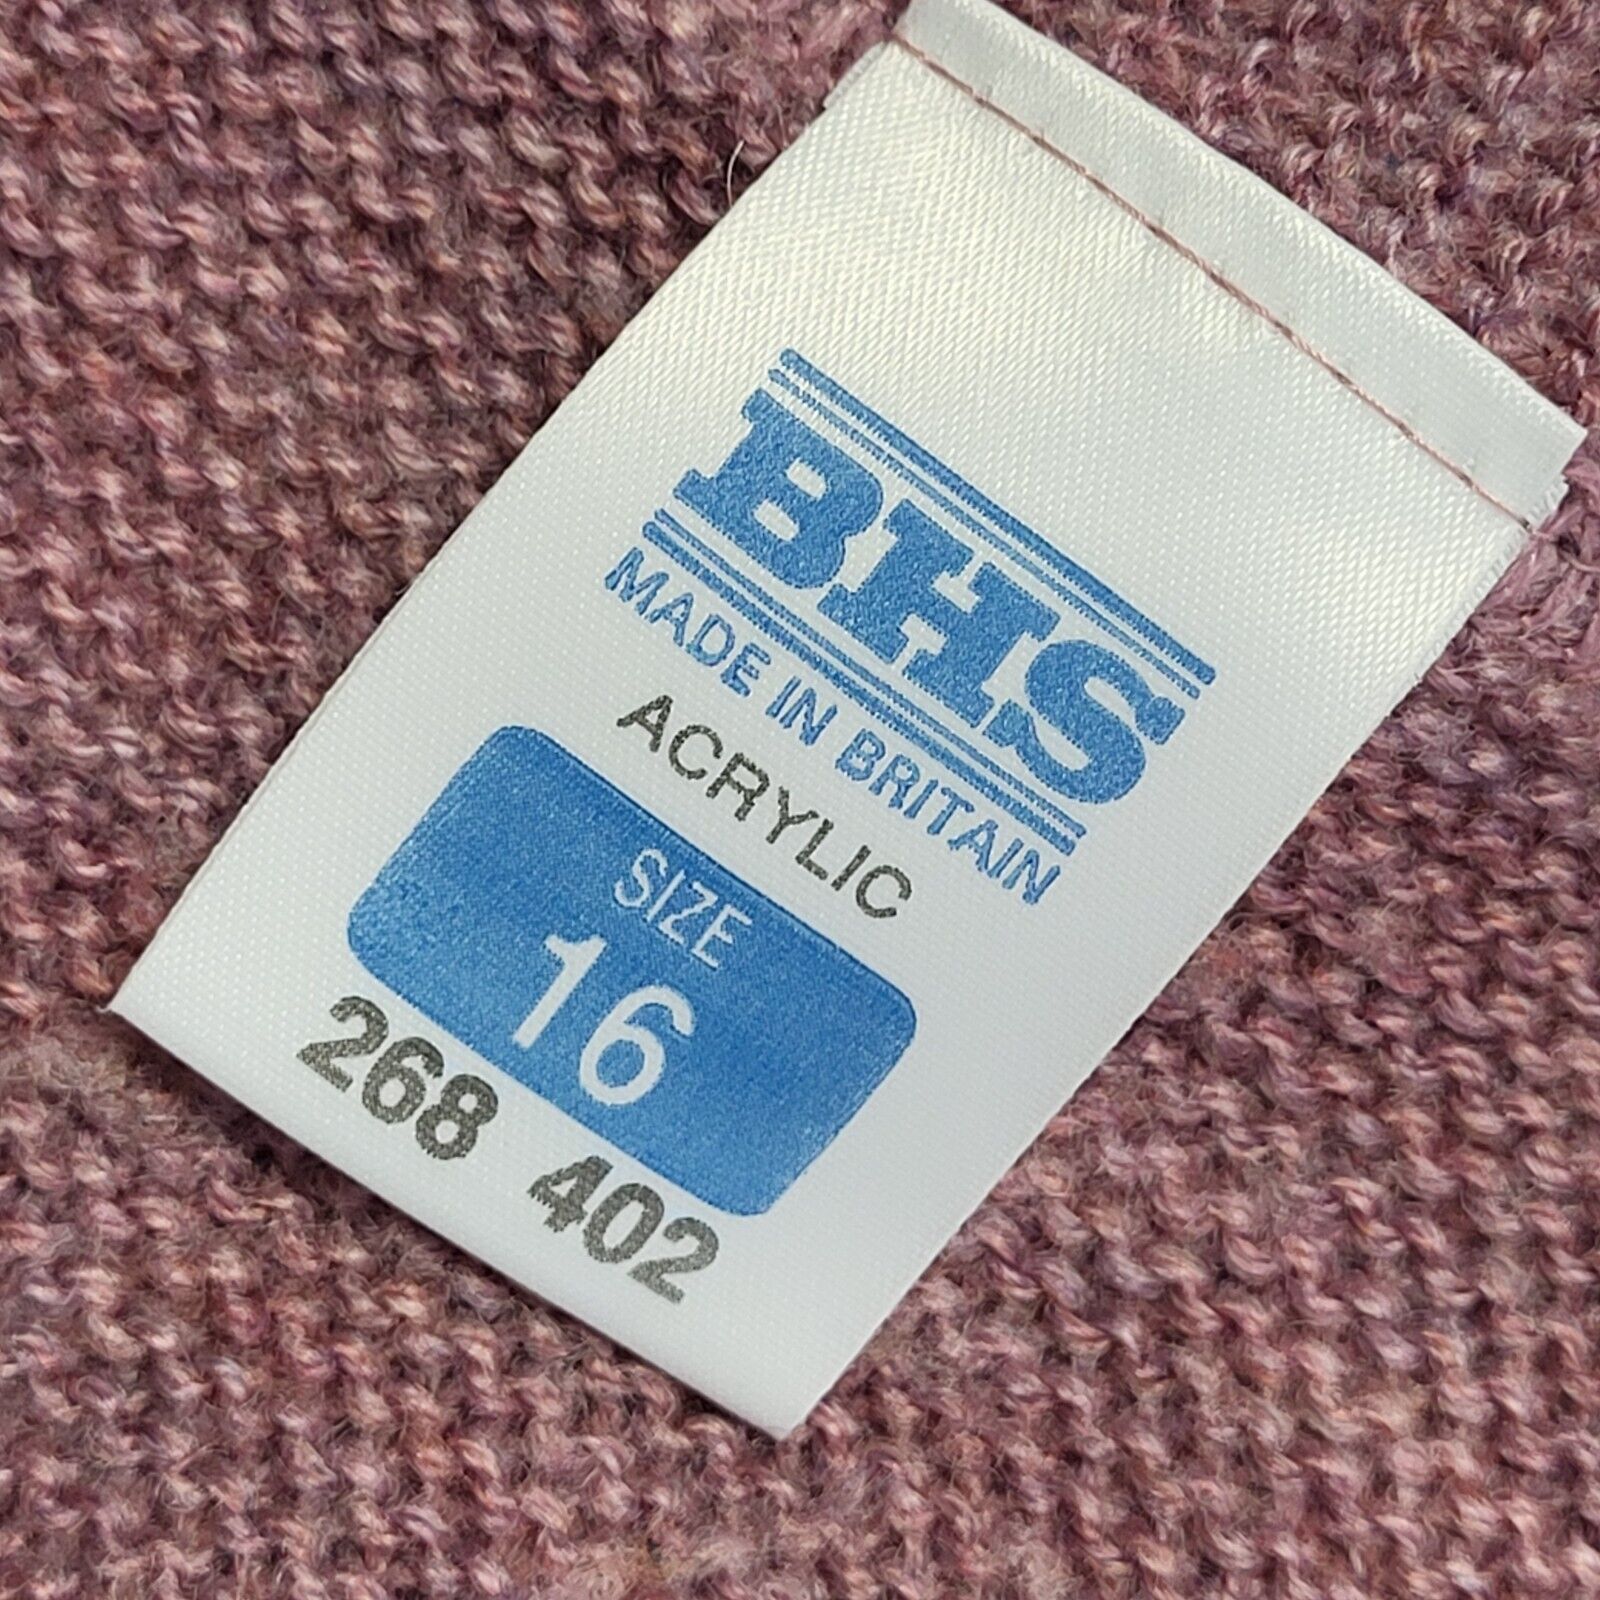 BHS
MADE IN BRITAIN
ACRYLIC
SIZE
16
268 402